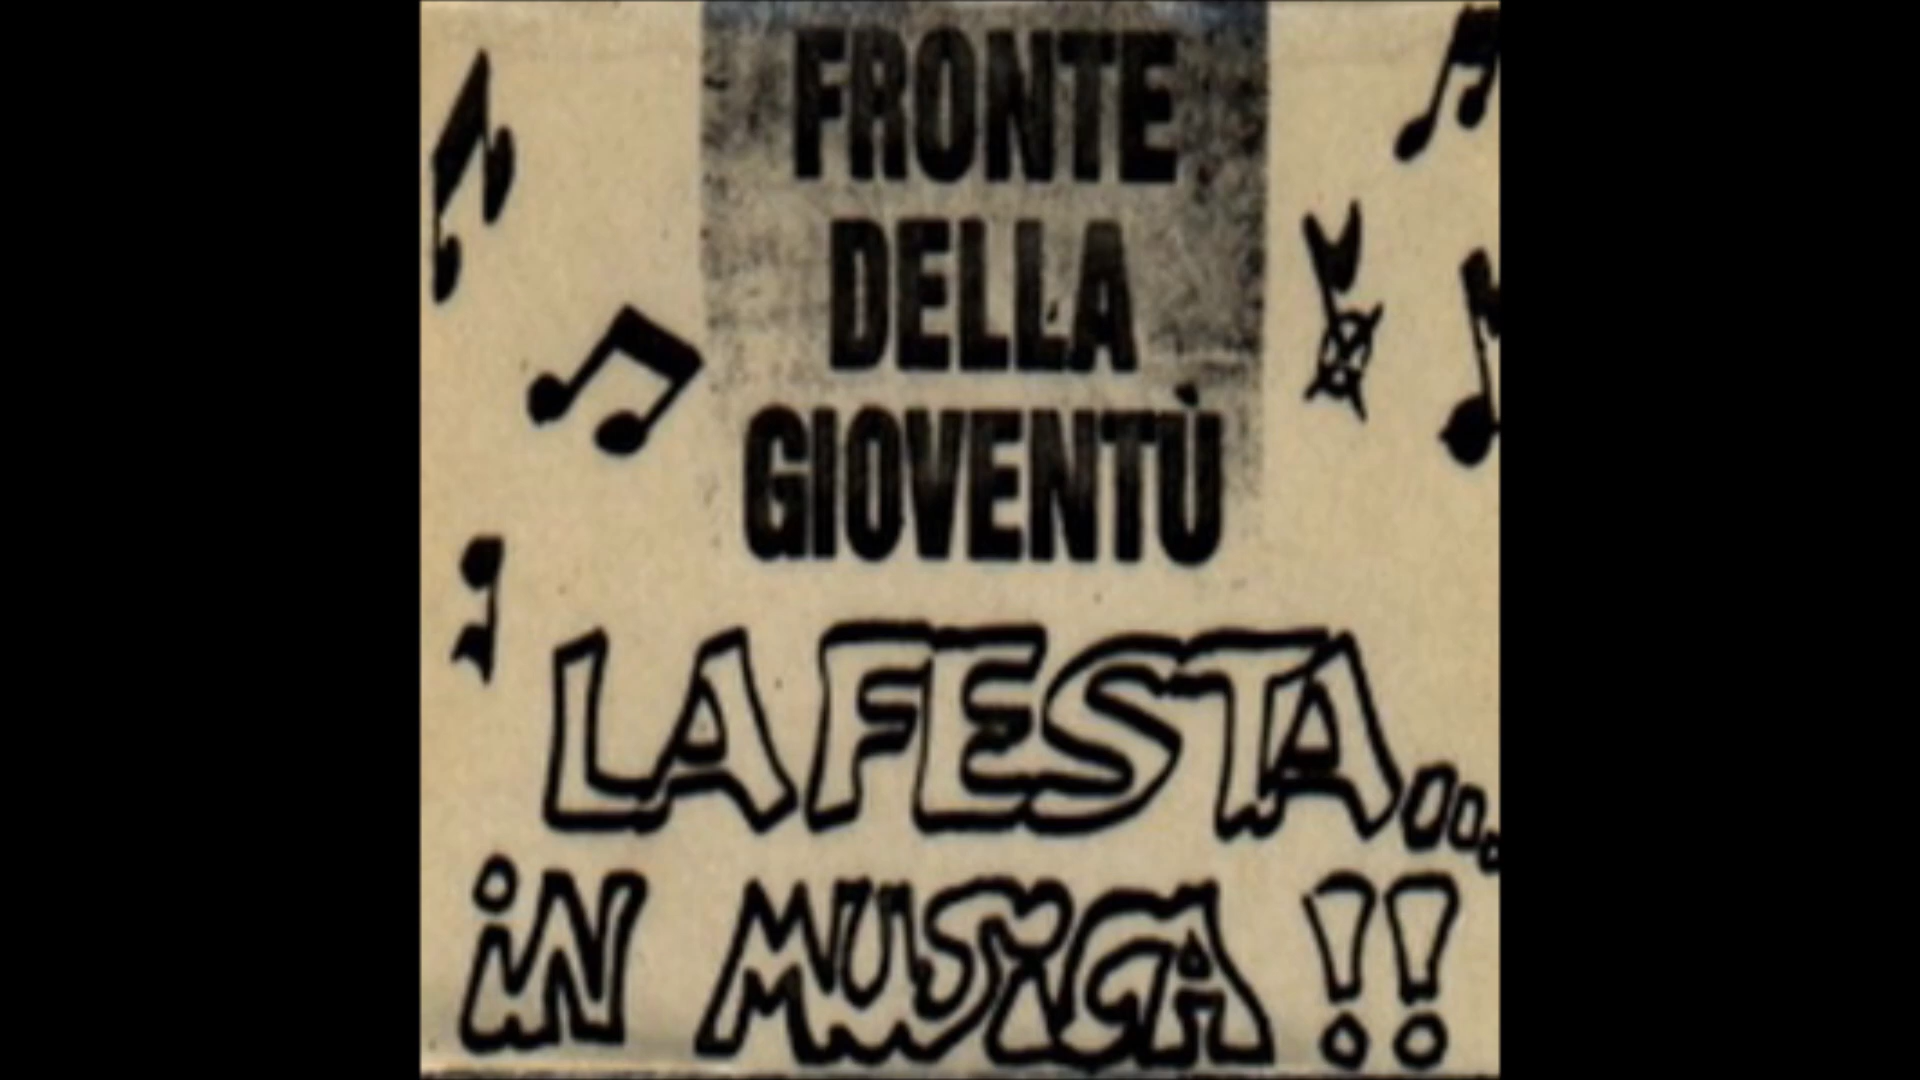 FRONTE
DELLA
GIOVENTÙ
LA FESTA...
iN MUSICA!!